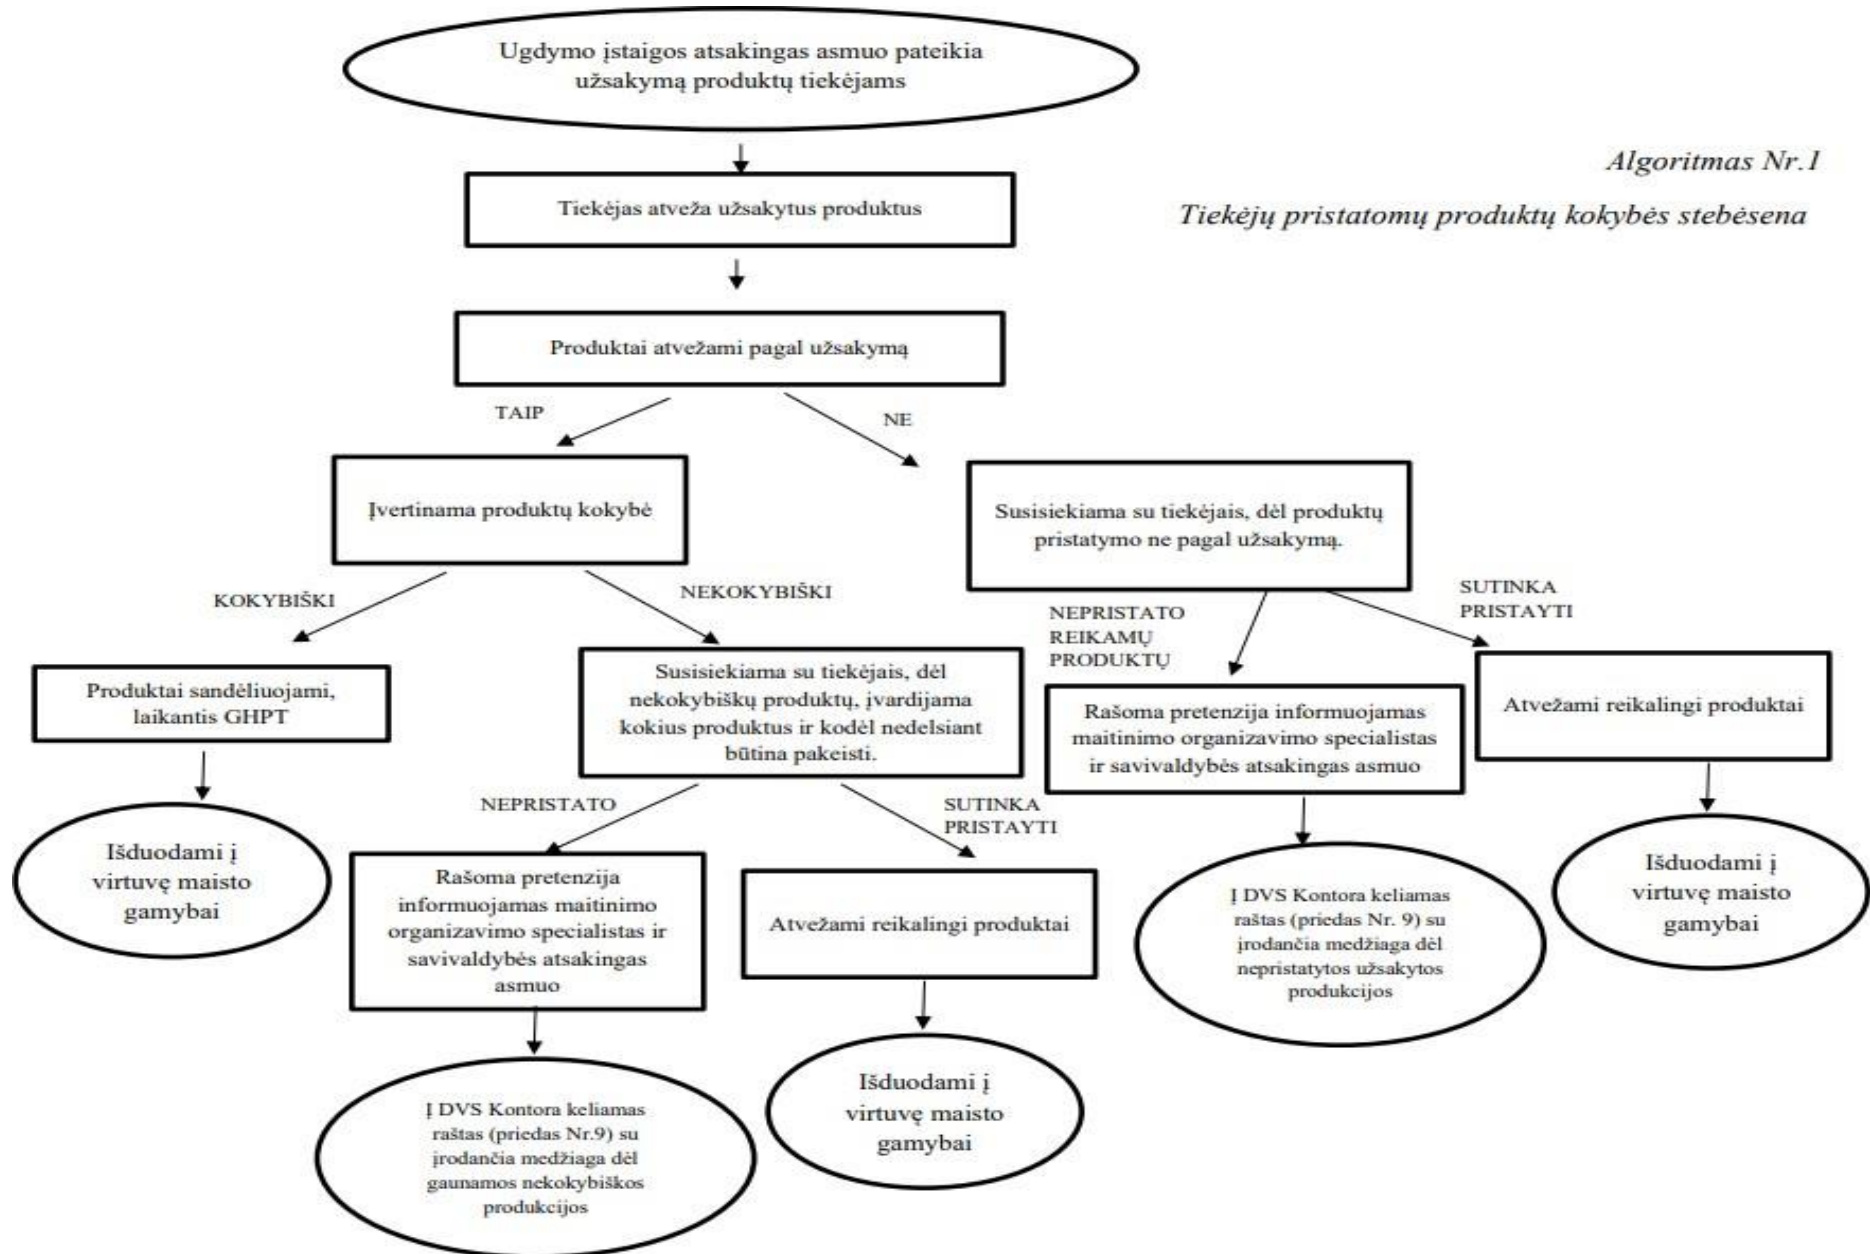 Ugdymo įstaigos atsakingas asmuo pateikia
užsakymą produktų tiekėjams
Algoritmas Nr.1
Tiekėjų pristatomų produktų kokybės stebėsena
Tiekėjas atveža užsakytus produktus
Produktai atvežami pagal užsakymą
TAIP
NE
Įvertinama produktų kokybė
Susisiekiama su tiekėjais, dėl produktų
pristatymo ne pagal užsakymą.
KOKYBIŠKI
NEKOKYBIŠKI
NEPRISTATO
REIKAMŲ
PRODUKTŲ
SUTINKA
PRISTAYTI
Produktai sandėliuojami,
laikantis GHPT
Susisiekiama su tiekėjais, dėl
nekokybiškų produktų, įvardijama
kokius produktus ir kodėl nedelsiant
būtina pakeisti.
Rašoma pretenzija informuojamas
maitinimo organizavimo specialistas
ir savivaldybės atsakingas asmuo
Atvežami reikalingi produktai
NEPRISTATO
SUTINKA
PRISTAYTI
Išduodami į
virtuvę maisto
gamybai
Rašoma pretenzija
informuojamas maitinimo
organizavimo specialistas ir
savivaldybės atsakingas
asmuo
Atvežami reikalingi produktai
Į DVS Kontora keliamas
raštas (priedas Nr. 9) su
įrodančia medžiaga dėl
nepristatytos užsakytos
produkcijos
Išduodami į
virtuvę maisto
gamybai
Į DVS Kontora keliamas
raštas (priedas Nr.9) su
įrodančia medžiaga dėl
gaunamos nekokybiškos
produkcijos
Išduodami į
virtuvę maisto
gamybai